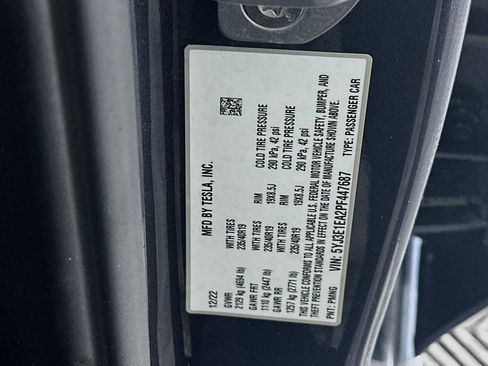 MFD BY TESLA, INC.
12/22
GVWR
2129 kg (4694 lb)
GAWR FRT WITH TIRES RIM COLD TIRE PRESSURE
1110 kg (2447 lb) 235/40R19 19X8.5J 290 kPa, 42 psi
GAWR RR WITH TIRES RIM COLD TIRE PRESSURE
1257 kg (2771 lb) 235/40R19 19X8.5J 290 kPa, 42 psi
THIS VEHICLE CONFORMS TO ALL APPLICABLE U.S. FEDERAL MOTOR VEHICLE SAFETY, BUMPER, AND
THEFT PREVENTION STANDARDS IN EFFECT ON THE DATE OF MANUFACTURE SHOWN ABOVE.
VIN: 5YJ3E1EA2PF447687
PNT: PMNG TYPE: PASSENGER CAR